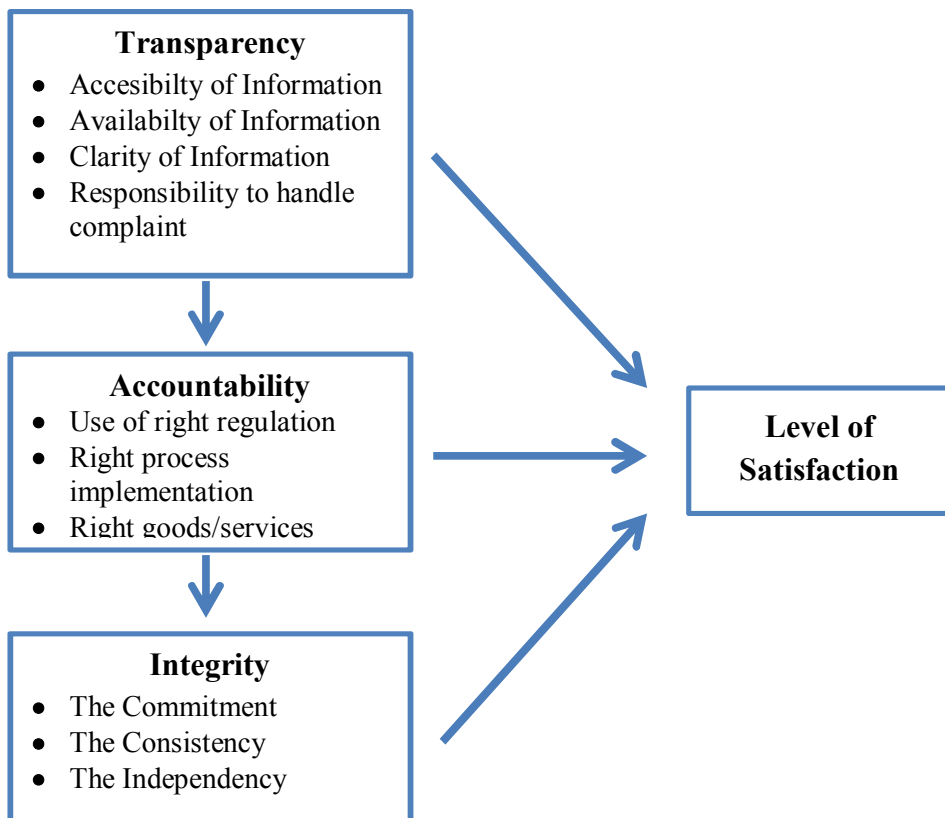 Transparency
• Accesibilty of Information
• Availabilty of Information
• Clarity of Information
• Responsibility to handle
complaint
Accountability
• Use of right regulation
• Right process
implementation
• Right goods/services
Level of
Satisfaction
Integrity
• The Commitment
• The Consistency
• The Independency